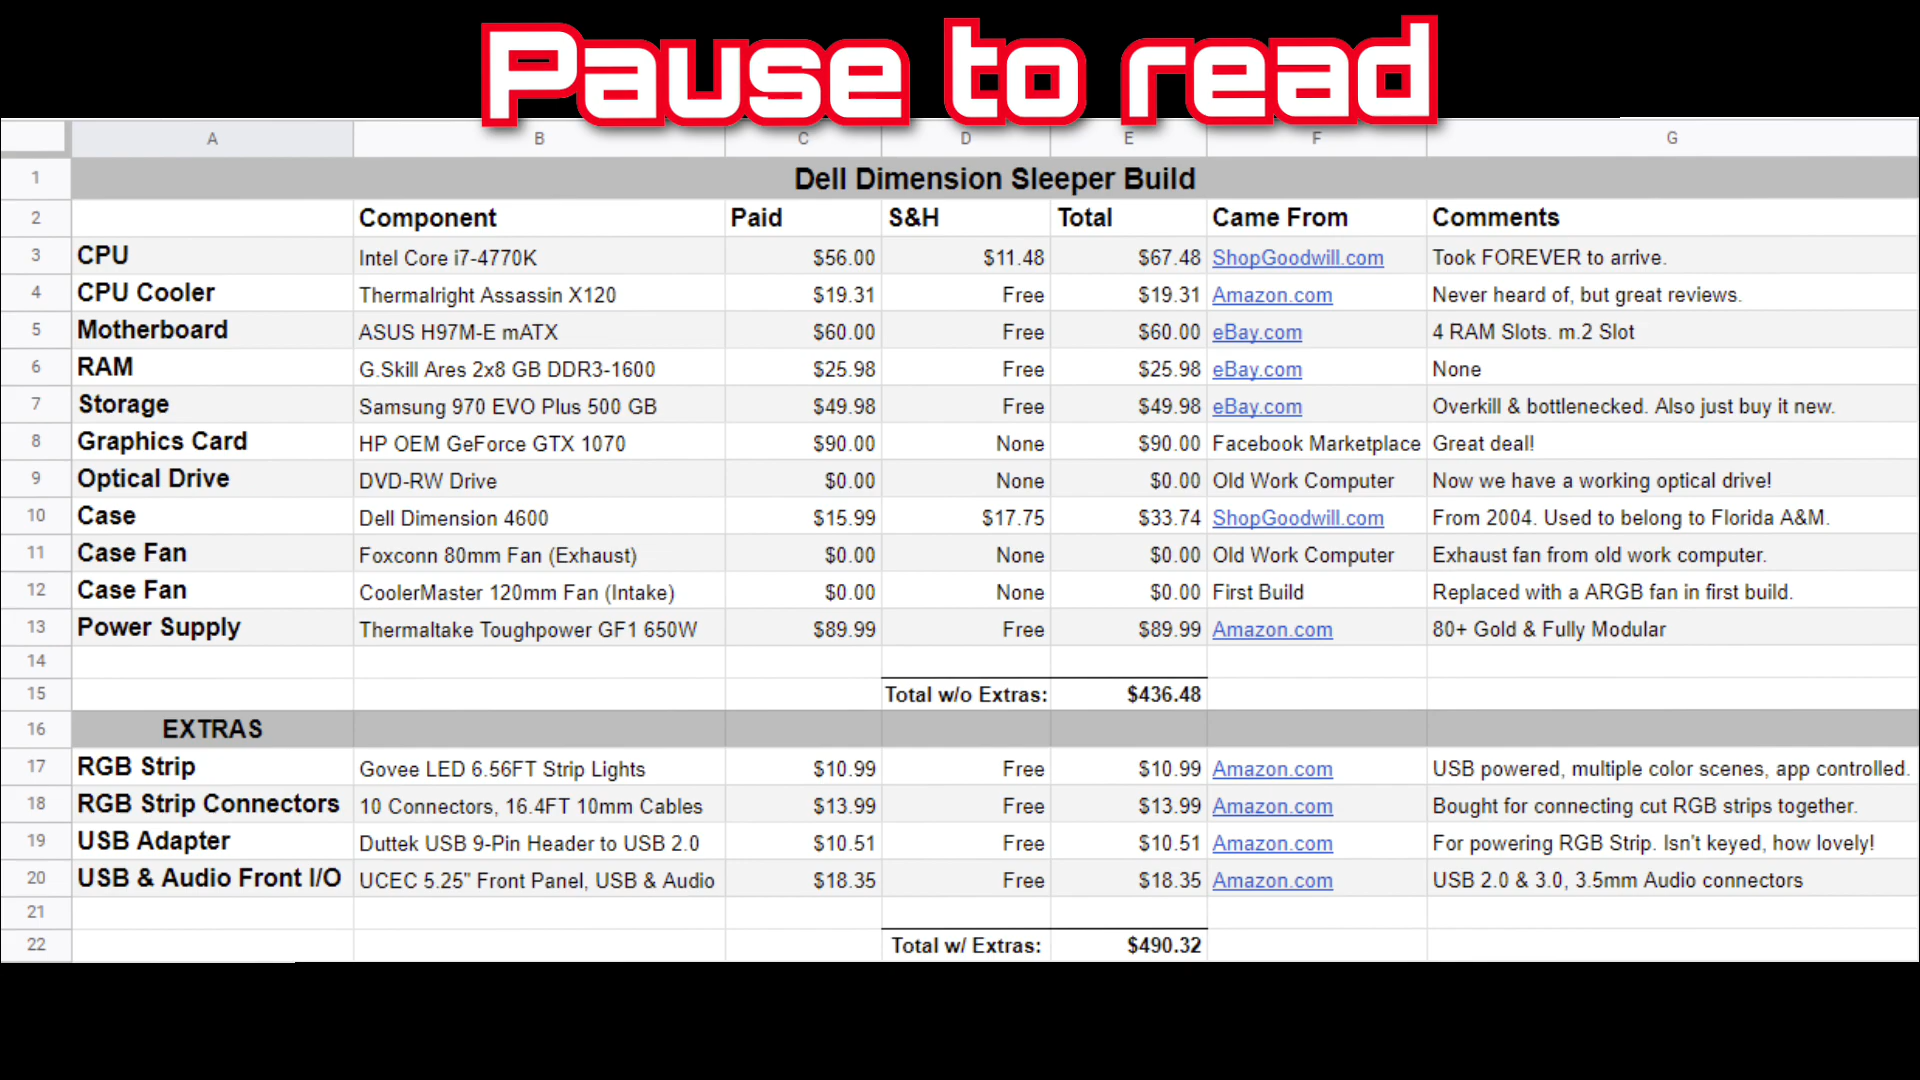 Pause to read
A B C D E F G
1 Dell Dimension Sleeper Build
2 Component Paid S&H Total Came From Comments
3 CPU Intel Core i7-4770K $56.00 $11.48 $67.48 ShopGoodwill.com Took FOREVER to arrive.
4 CPU Cooler Thermalright Assassin X120 $19.31 Free $19.31 Amazon.com Never heard of, but great reviews.
5 Motherboard ASUS H97M-E mATX $60.00 Free $60.00 eBay.com 4 RAM Slots. m.2 Slot
6 RAM G.Skill Ares 2x8 GB DDR3-1600 $25.98 Free $25.98 eBay.com None
7 Storage Samsung 970 EVO Plus 500 GB $49.98 Free $49.98 eBay.com Overkill & bottlenecked. Also just buy it new.
8 Graphics Card HP OEM GeForce GTX 1070 $90.00 None $90.00 Facebook Marketplace Great deal!
9 Optical Drive DVD-RW Drive $0.00 None $0.00 Old Work Computer Now we have a working optical drive!
10 Case Dell Dimension 4600 $15.99 $17.75 $33.74 ShopGoodwill.com From 2004. Used to belong to Florida A&M.
11 Case Fan Foxconn 80mm Fan (Exhaust) $0.00 None $0.00 Old Work Computer Exhaust fan from old work computer.
12 Case Fan CoolerMaster 120mm Fan (Intake) $0.00 None $0.00 First Build Replaced with a ARGB fan in first build.
13 Power Supply Thermaltake Toughpower GF1 650W $89.99 Free $89.99 Amazon.com 80+ Gold & Fully Modular
14
15 Total w/o Extras: $436.48
16 EXTRAS
17 RGB Strip Govee LED 6.56FT Strip Lights $10.99 Free $10.99 Amazon.com USB powered, multiple color scenes, app controlled.
18 RGB Strip Connectors 10 Connectors, 16.4FT 10mm Cables $13.99 Free $13.99 Amazon.com Bought for connecting cut RGB strips together.
19 USB Adapter Duttek USB 9-Pin Header to USB 2.0 $10.51 Free $10.51 Amazon.com For powering RGB Strip. Isn't keyed, how lovely!
20 USB & Audio Front I/O UCEC 5.25" Front Panel, USB & Audio $18.35 Free $18.35 Amazon.com USB 2.0 & 3.0, 3.5mm Audio connectors
21
22 Total w/ Extras: $490.32